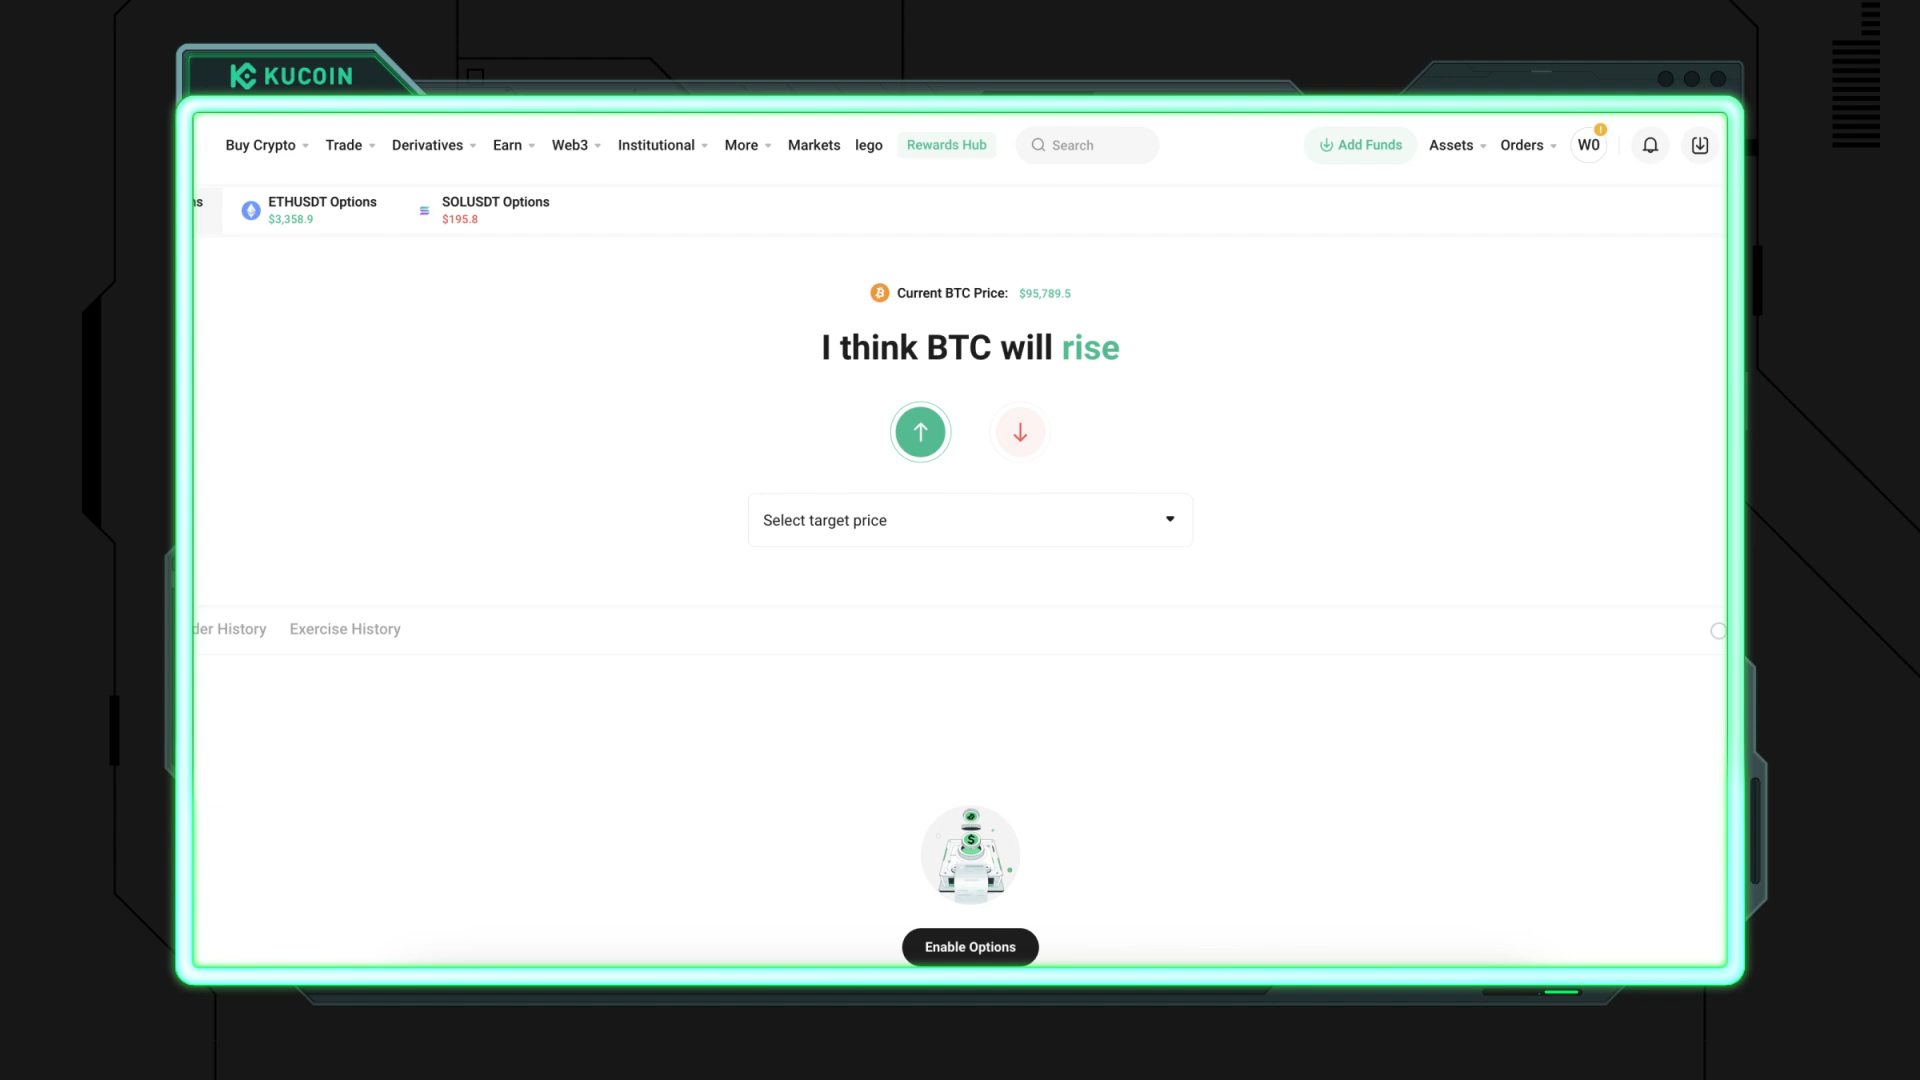 KUCOIN
Buy Crypto Trade Derivatives Earn Web3 Institutional More Markets lego Rewards Hub Search Add Funds Assets Orders W0
ns ETHUSDT Options SOLUSDT Options
$3,358.9 $195.8
Current BTC Price: $95,789.5
I think BTC will rise
Select target price
der History Exercise History
Enable Options